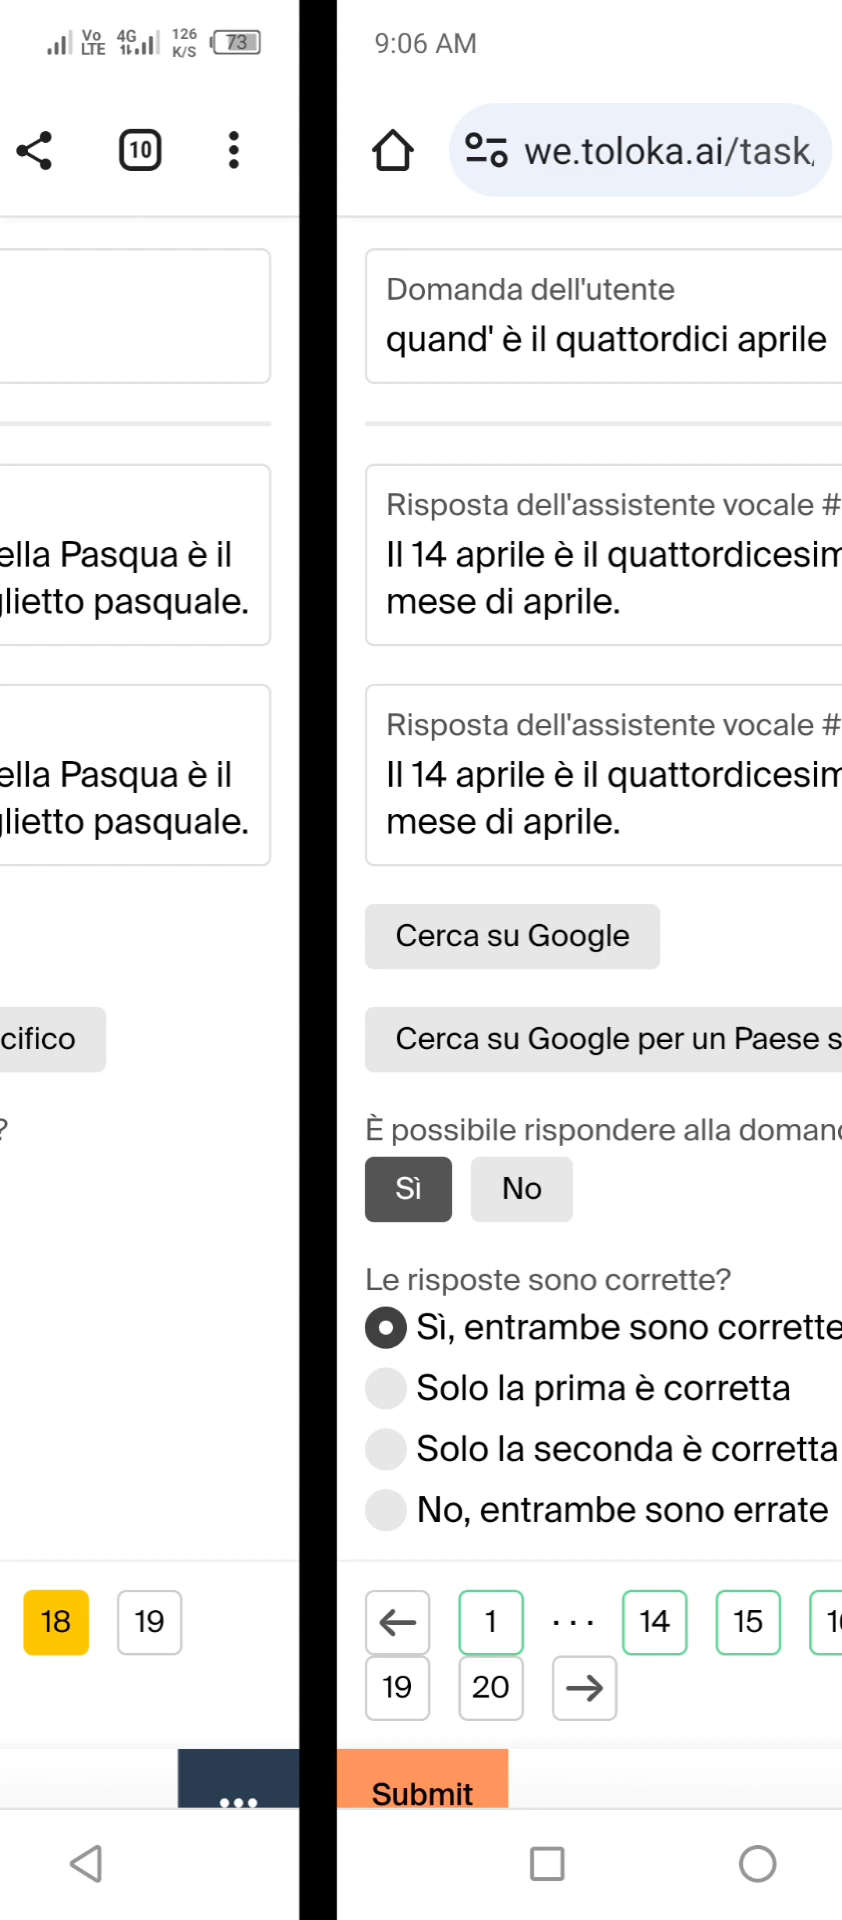 Vo LTE 4G 126 K/S 73
10
ella Pasqua è il
glietto pasquale.
ella Pasqua è il
glietto pasquale.
cifico
?
18 19
...
9:06 AM
we.toloka.ai/task
Domanda dell'utente
quand' è il quattordici aprile
Risposta dell'assistente vocale #
Il 14 aprile è il quattordicesim
mese di aprile.
Risposta dell'assistente vocale #
Il 14 aprile è il quattordicesim
mese di aprile.
Cerca su Google
Cerca su Google per un Paese s
È possibile rispondere alla doman
Sì No
Le risposte sono corrette?
Sì, entrambe sono corrette
Solo la prima è corretta
Solo la seconda è corretta
No, entrambe sono errate
1 ... 14 15
19 20
Submit